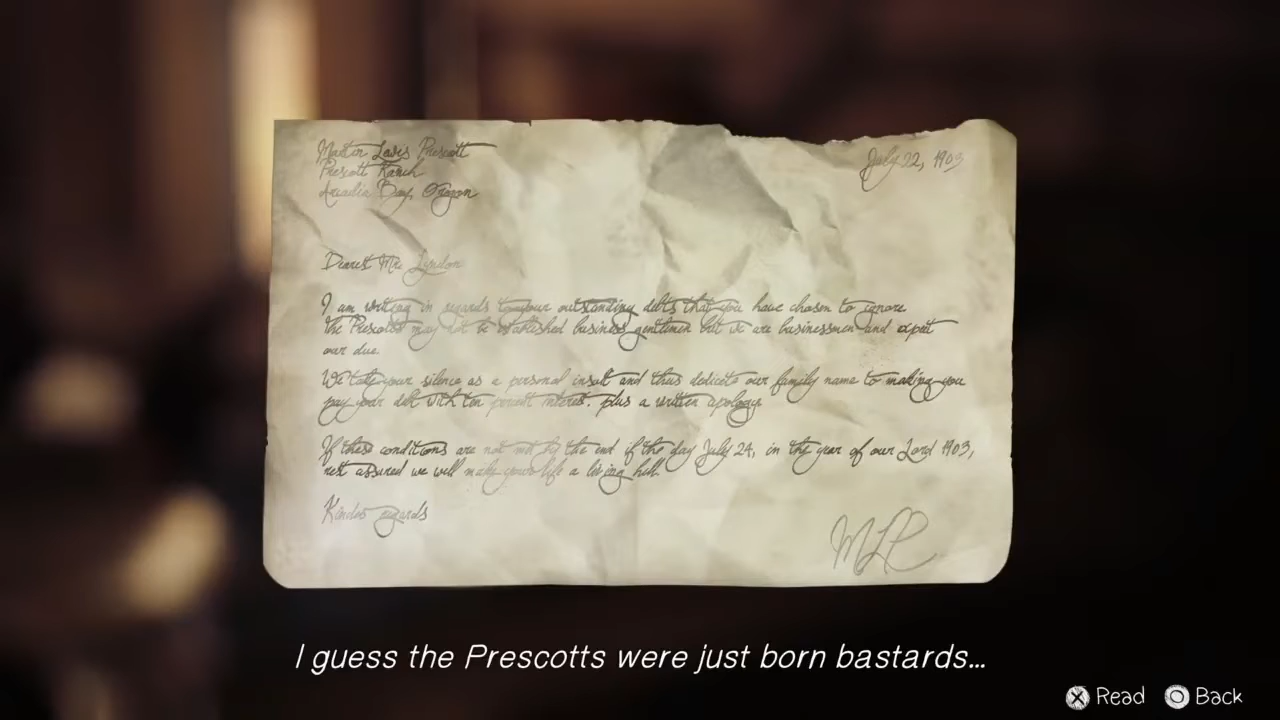 Martin Lewis Prescott
Prescott Ranch
Arcadia Bay, Oregon
July 22, 1903
Dearest Mr. Lyndon
I am writing in regards to your outstanding debts that you have chosen to ignore.
The Prescotts may not be established business gentlemen but we are businessmen and expect
our due.
We take your silence as a personal insult and thus dedicate our family name to making you
pay your debt with ten percent interest, plus a written apology.
If these conditions are not met by the end if the day July 24, in the year of our Lord 1903,
rest assured we will make your life a living hell.
Kindest regards
MLP
I guess the Prescotts were just born bastards...
Read
Back